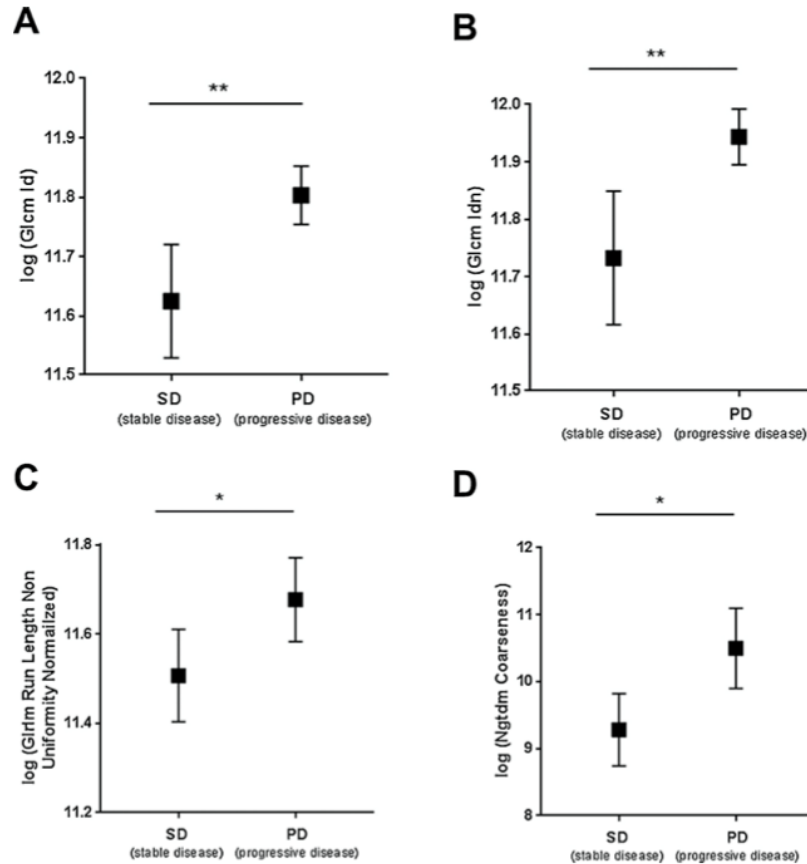 A
**
log (Glcm Id)
12.0
11.9
11.8
11.7
11.6
11.5
SD
(stable disease)
PD
(progressive disease)
B
**
log (Glcm Idn)
12.0
11.9
11.8
11.7
11.6
11.5
SD
(stable disease)
PD
(progressive disease)
C
*
log (Glrlm Run Length Non
Uniformity Normailzed)
11.8
11.6
11.4
11.2
SD
(stable disease)
PD
(progressive disease)
D
*
log (Ngtdm Coarseness)
12
11
10
9
8
SD
(stable disease)
PD
(progressive disease)